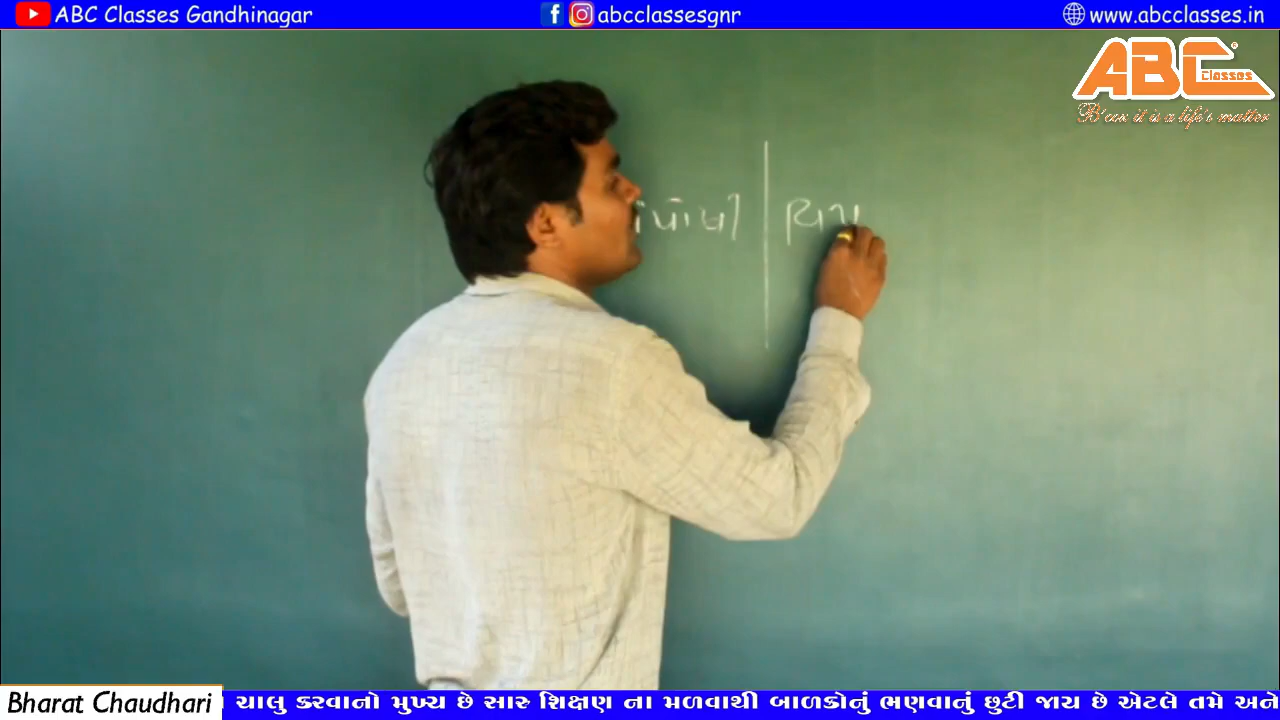 ABC Classes Gandhinagar
abcclassesgnr
www.abcclasses.in
ABC
Classes
B'coz it is a life's matter
Bharat Chaudhari
ચાલુ કરવાનો મુખ્ય છે સારુ શિક્ષણ ના મળવાથી બાળકોનું ભણવાનું છુટી જાય છે એટલે તમે અને